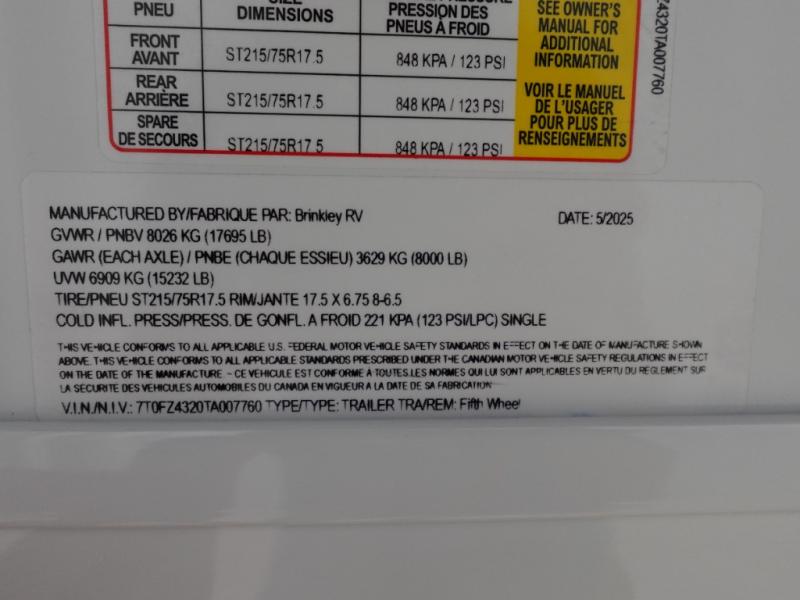 PNEU
SIZE
DIMENSIONS
PRESSURE
PRESSION DES
PNEUS À FROID
SEE OWNER'S
MANUAL FOR
ADDITIONAL
INFORMATION
VOIR LE MANUEL
DE L'USAGER
POUR PLUS DE
RENSEIGNEMENTS
FRONT
AVANT
ST215/75R17.5
848 KPA / 123 PSI
REAR
ARRIÈRE
ST215/75R17.5
848 KPA / 123 PSI
SPARE
DE SECOURS
ST215/75R17.5
848 KPA / 123 PSI
Z4320TA007760
MANUFACTURED BY/FABRIQUE PAR: Brinkley RV DATE: 5/2025
GVWR / PNBV 8026 KG (17695 LB)
GAWR (EACH AXLE) / PNBE (CHAQUE ESSIEU) 3629 KG (8000 LB)
UVW 6909 KG (15232 LB)
TIRE/PNEU ST215/75R17.5 RIM/JANTE 17.5 X 6.75 8-6.5
COLD INFL. PRESS/PRESS. DE GONFL. A FROID 221 KPA (123 PSI/LPC) SINGLE
THIS VEHICLE CONFORMS TO ALL APPLICABLE U.S. FEDERAL MOTOR VEHICLE SAFETY STANDARDS IN EFFECT ON THE DATE OF MANUFACTURE SHOWN
ABOVE. THIS VEHICLE CONFORMS TO ALL APPLICABLE STANDARDS PRESCRIBED UNDER THE CANADIAN MOTOR VEHICLE SAFETY REGULATIONS IN EFFECT
ON THE DATE OF THE MANUFACTURE - CE VEHICULE EST CONFORME À TOUTES LES NORMES QUI LUI SONT APPLICABLES EN VERTU DU REGLEMENT SUR
LA SECURITE DES VEHICULES AUTOMOBILES DU CANADA EN VIGUEUR A LA DATE DE SA FABRICATION
V.I.N./N.I.V.: 7T0FZ4320TA007760 TYPE/TYPE: TRAILER TRA/REM: Fifth Wheel